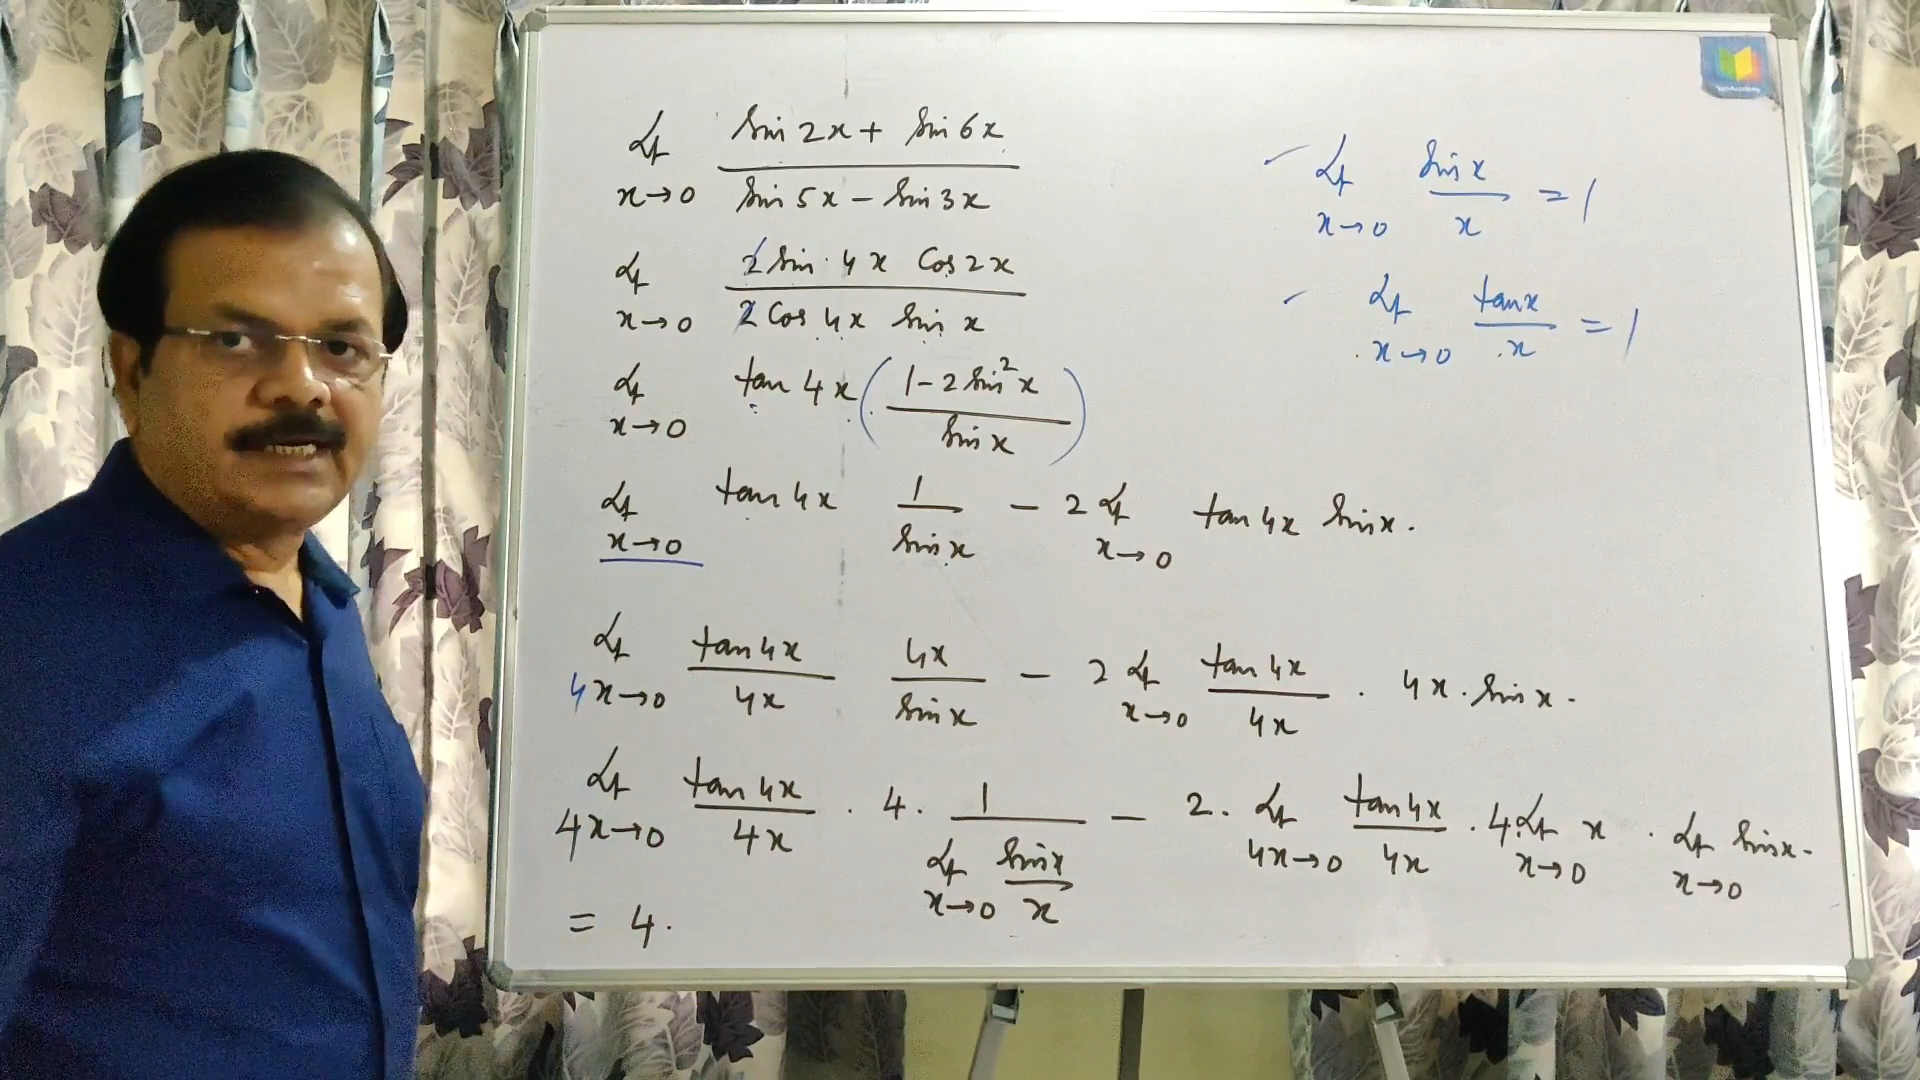 Lt x→0 (sin 2x + sin 6x) / (sin 5x − sin 3x)
Lt x→0 (2 sin 4x Cos 2x) / (2 Cos 4x sin x)
Lt x→0 tan 4x ((1 − 2 sin² x) / sin x)
Lt x→0 tan 4x 1 / sin x − 2 Lt x→0 tan 4x sin x.
Lt 4x→0 tan 4x / 4x 4x / sin x − 2 Lt x→0 tan 4x / 4x . 4x . sin x .
Lt 4x→0 tan 4x / 4x . 4 . 1 / (Lt x→0 sin x / x) − 2 . Lt 4x→0 tan 4x / 4x . 4. Lt x→0 x . Lt x→0 sin x .
= 4.
Lt x→0 sin x / x = 1
Lt x→0 tan x / x = 1